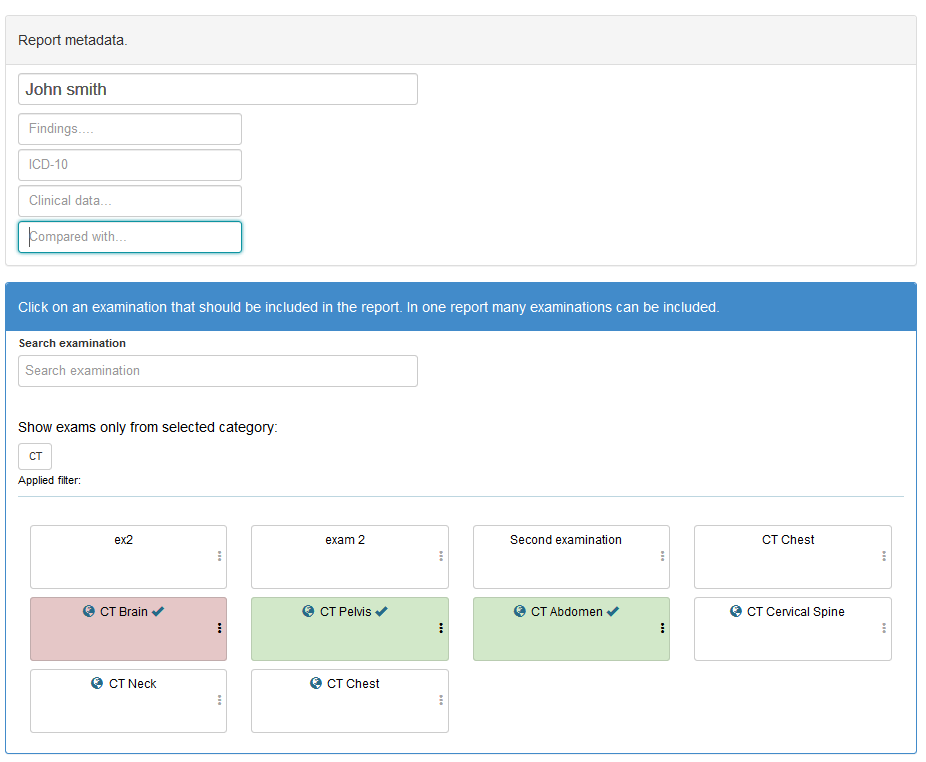 Report metadata.
John smith
Findings....
ICD-10
Clinical data...
Compared with...
Click on an examination that should be included in the report. In one report many examinations can be included.
Search examination
Search examination
Show exams only from selected category:
CT
Applied filter:
ex2
exam 2
Second examination
CT Chest
CT Brain
CT Pelvis
CT Abdomen
CT Cervical Spine
CT Neck
CT Chest